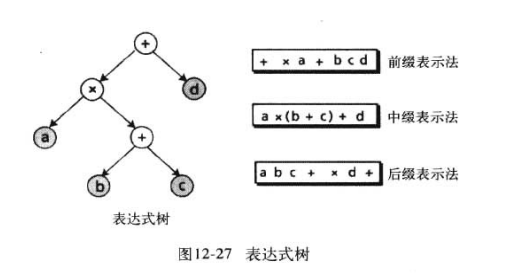 +
×
d
a
+
b
c
表达式树
+ × a + b c d 前缀表示法
a ×(b + c) + d 中缀表示法
a b c + × d + 后缀表示法
图12-27 表达式树